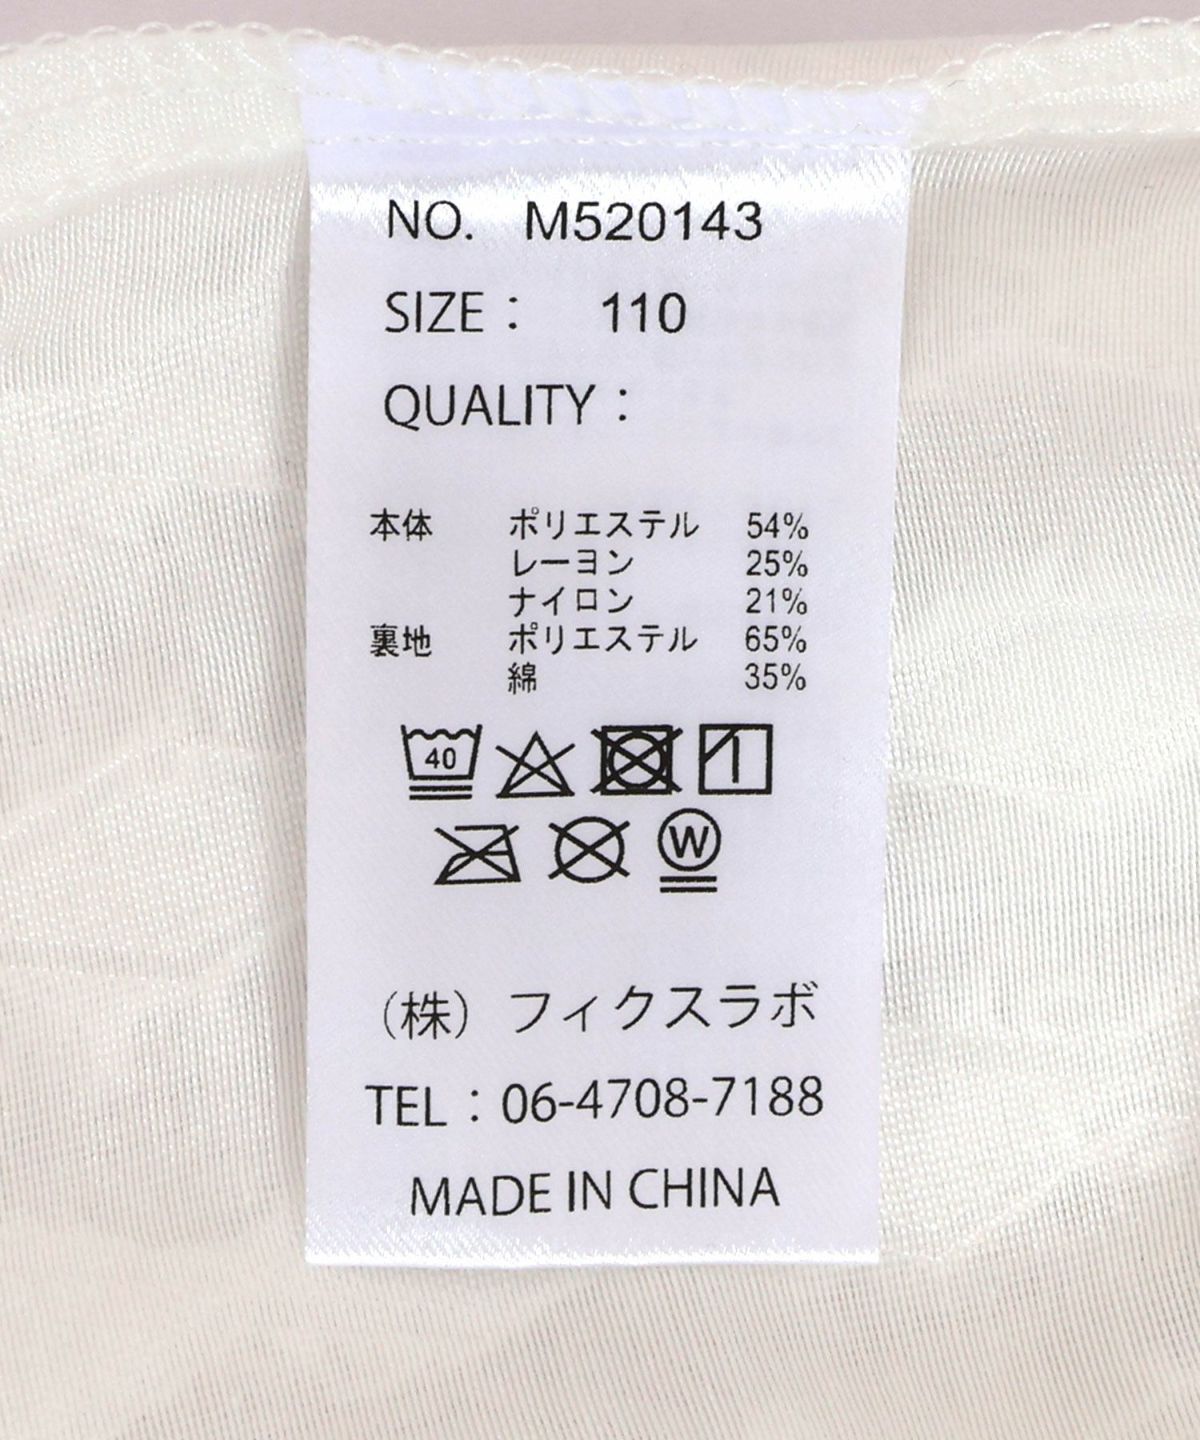 NO. M520143
SIZE： 110
QUALITY：
本体 ポリエステル 54%
レーヨン 25%
ナイロン 21%
裏地 ポリエステル 65%
綿 35%
40
W
（株）フィクスラボ
TEL：06-4708-7188
MADE IN CHINA